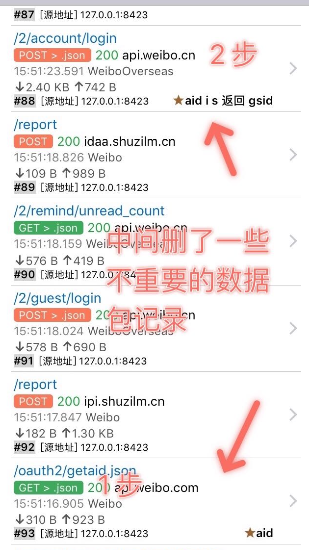 #87 [源地址] 127.0.0.1:8423
/2/account/login
POST > .json 200 api.weibo.cn
2 步
15:51:23.591 WeiboOverseas
↓2.40 KB ↑742 B
#88 [源地址] 127.0.0.1:8423 ★aid i s 返回 gsid
/report
POST 200 idaa.shuzilm.cn
15:51:18.826 Weibo
↓109 B ↑989 B
#89 [源地址] 127.0.0.1:8423
/2/remind/unread_count
GET > .json 200 api.weibo.cn
15:51:18.159 WeiboOverseas
↓576 B ↑419 B
#90 [源地址] 127.0.0.1:8423
中间删了一些
不重要的数据
包记录
/2/guest/login
POST > .json 200 api.weibo.cn
15:51:18.024 WeiboOverseas
↓578 B ↑690 B
#91 [源地址] 127.0.0.1:8423
/report
POST 200 ipi.shuzilm.cn
15:51:17.847 Weibo
↓182 B ↑1.30 KB
#92 [源地址] 127.0.0.1:8423
/oauth2/getaid.json
1 步
GET > .json 200 api.weibo.com
15:51:16.905 Weibo
↓310 B ↑923 B
#93 [源地址] 127.0.0.1:8423 ★aid